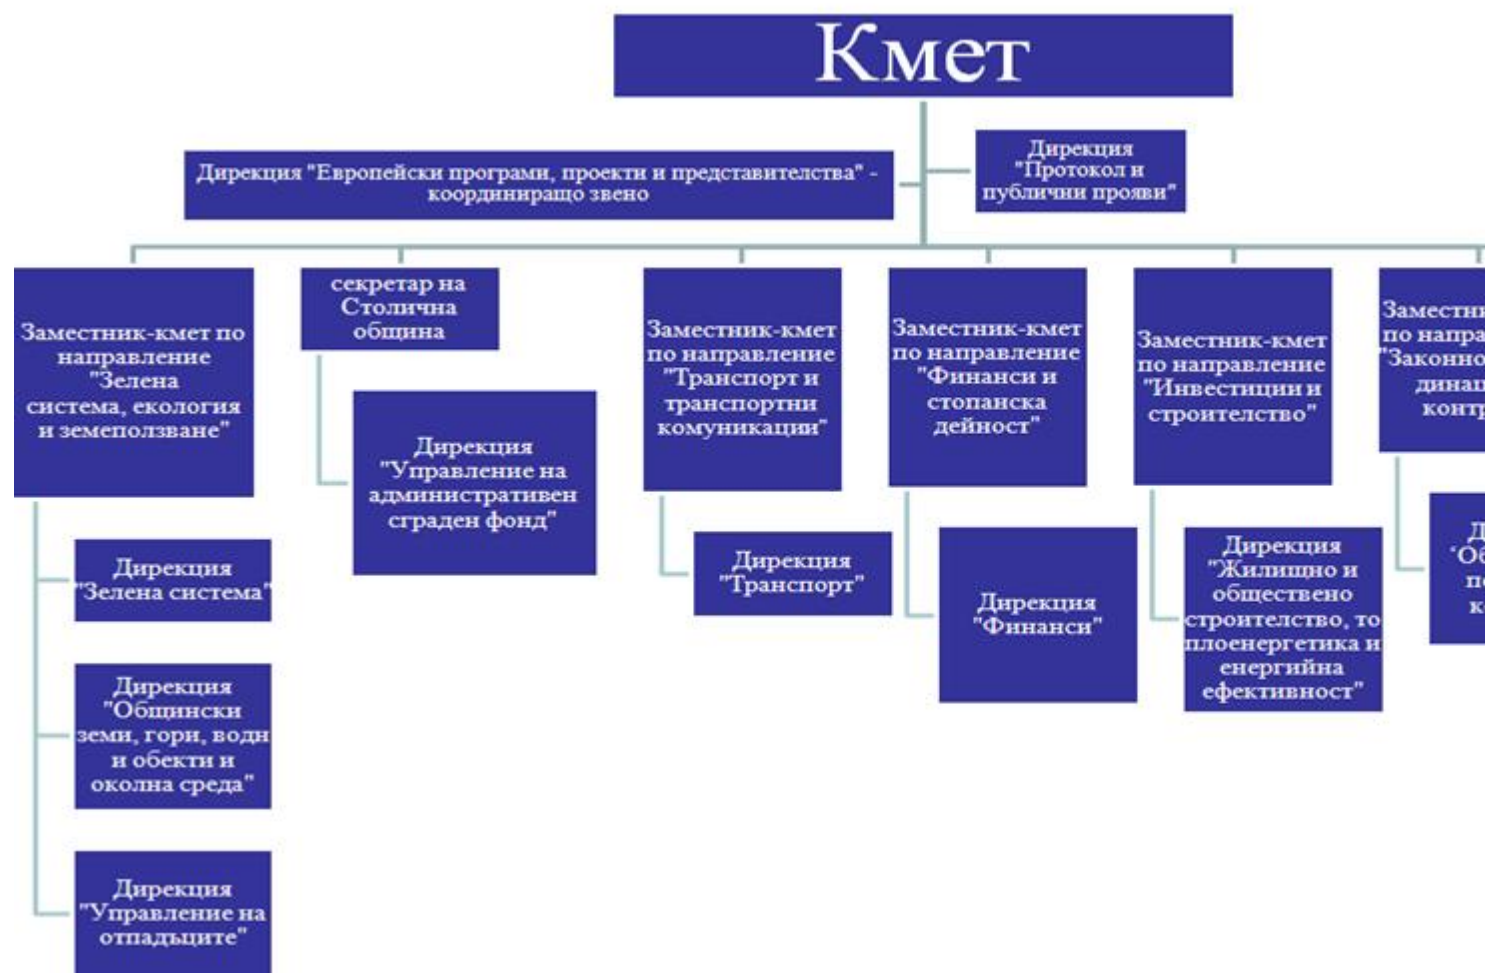 Кмет
Дирекция "Европейски програми, проекти и представителства" -
координиращо звено
Дирекция
"Протокол и
публични прояви"
Заместник-кмет по
направление
"Зелена
система, екология
и земеползване"
Дирекция
"Зелена система"
Дирекция
"Общински
земи, гори, водн
и обекти и
околна среда"
Дирекция
"Управление на
отпадъците"
секретар на
Столична
община
Дирекция
"Управление на
административен
сграден фонд"
Заместник-кмет
по направление
"Транспорт и
транспортни
комуникации"
Дирекция
"Транспорт"
Заместник-кмет
по направление
"Финанси и
стопанска
дейност"
Дирекция
"Финанси"
Заместник-кмет
по направление
"Инвестиции и
строителство"
Дирекция
"Жилищно и
обществено
строителство, то
плоенергетика и
енергийна
ефективност"
по